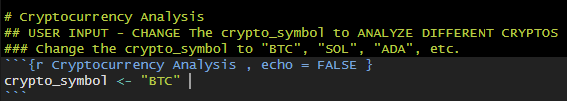 # Cryptocurrency Analysis
## USER INPUT - CHANGE The crypto_symbol to ANALYZE DIFFERENT CRYPTOS
### Change the crypto_symbol to "BTC", "SOL", "ADA", etc.
```{r Cryptocurrency Analysis , echo = FALSE }
crypto_symbol <- "BTC"
```